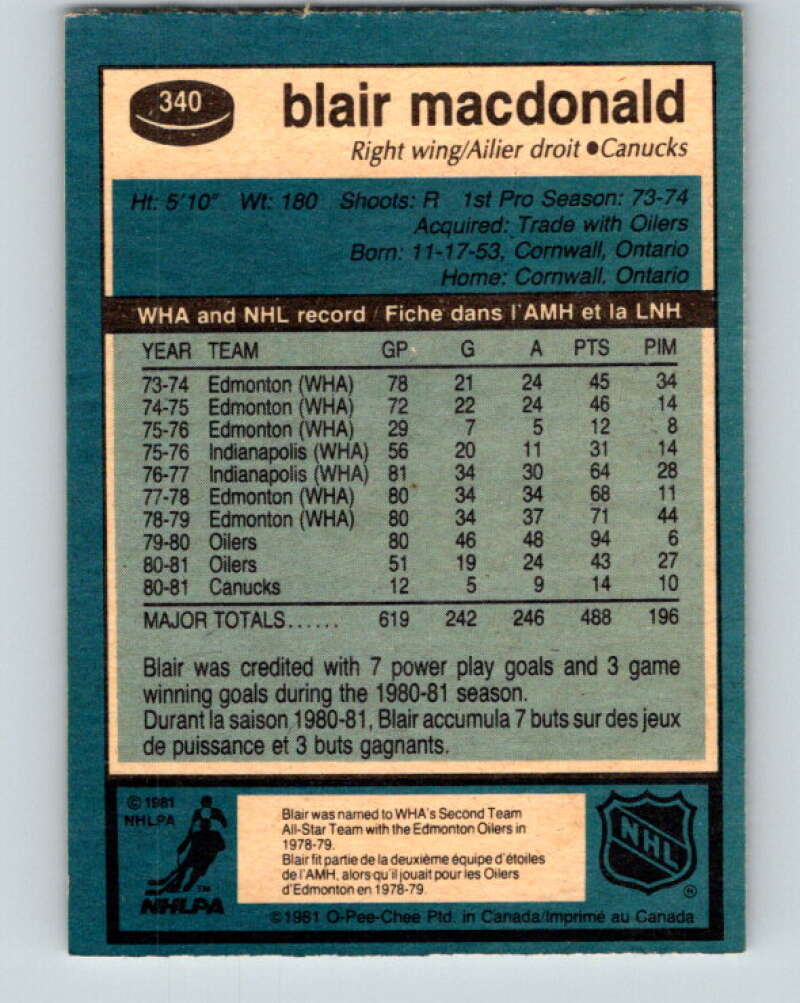 340
blair macdonald
Right wing/Ailier droit ●Canucks
Ht: 5'10" Wt: 180 Shoots: R 1st Pro Season: 73-74
Acquired: Trade with Oilers
Born: 11-17-53, Cornwall, Ontario
Home: Cornwall, Ontario
WHA and NHL record / Fiche dans l'AMH et la LNH
YEAR TEAM GP G A PTS PIM
73-74 Edmonton (WHA) 78 21 24 45 34
74-75 Edmonton (WHA) 72 22 24 46 14
75-76 Edmonton (WHA) 29 7 5 12 8
75-76 Indianapolis (WHA) 56 20 11 31 14
76-77 Indianapolis (WHA) 81 34 30 64 28
77-78 Edmonton (WHA) 80 34 34 68 11
78-79 Edmonton (WHA) 80 34 37 71 44
79-80 Oilers 80 46 48 94 6
80-81 Oilers 51 19 24 43 27
80-81 Canucks 12 5 9 14 10
MAJOR TOTALS...... 619 242 246 488 196
Blair was credited with 7 power play goals and 3 game
winning goals during the 1980-81 season.
Durant la saison 1980-81, Blair accumula 7 buts sur des jeux
de puissance et 3 buts gagnants.
© 1981
NHLPA
Blair was named to WHA's Second Team
All-Star Team with the Edmonton Oilers in
1978-79.
Blair fit partie de la deuxième équipe d'étoiles
de l'AMH, alors qu'il jouait pour les Oilers
d'Edmonton en 1978-79.
NHL
®
TM
NHLPA
©1981 O-Pee-Chee Ptd. in Canada/Imprimé au Canada